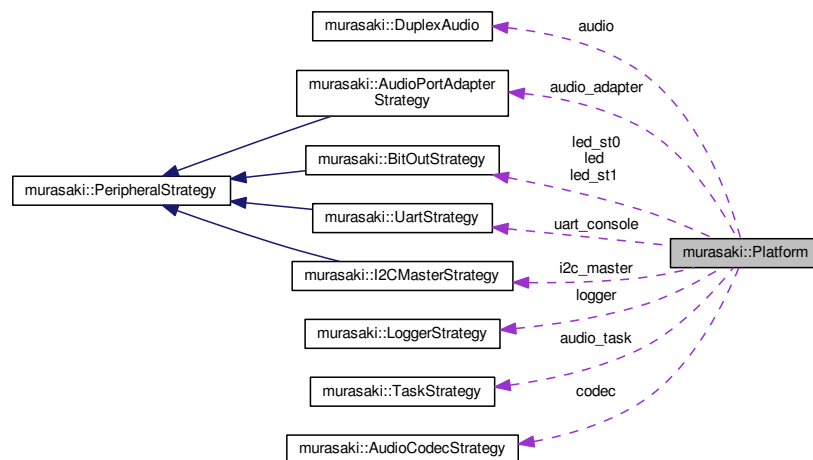 murasaki::DuplexAudio
audio
murasaki::AudioPortAdapter
Strategy
audio_adapter
led_st0
led
led_st1
murasaki::BitOutStrategy
murasaki::PeripheralStrategy
murasaki::UartStrategy
uart_console
murasaki::Platform
murasaki::I2CMasterStrategy
i2c_master
logger
murasaki::LoggerStrategy
audio_task
murasaki::TaskStrategy
codec
murasaki::AudioCodecStrategy